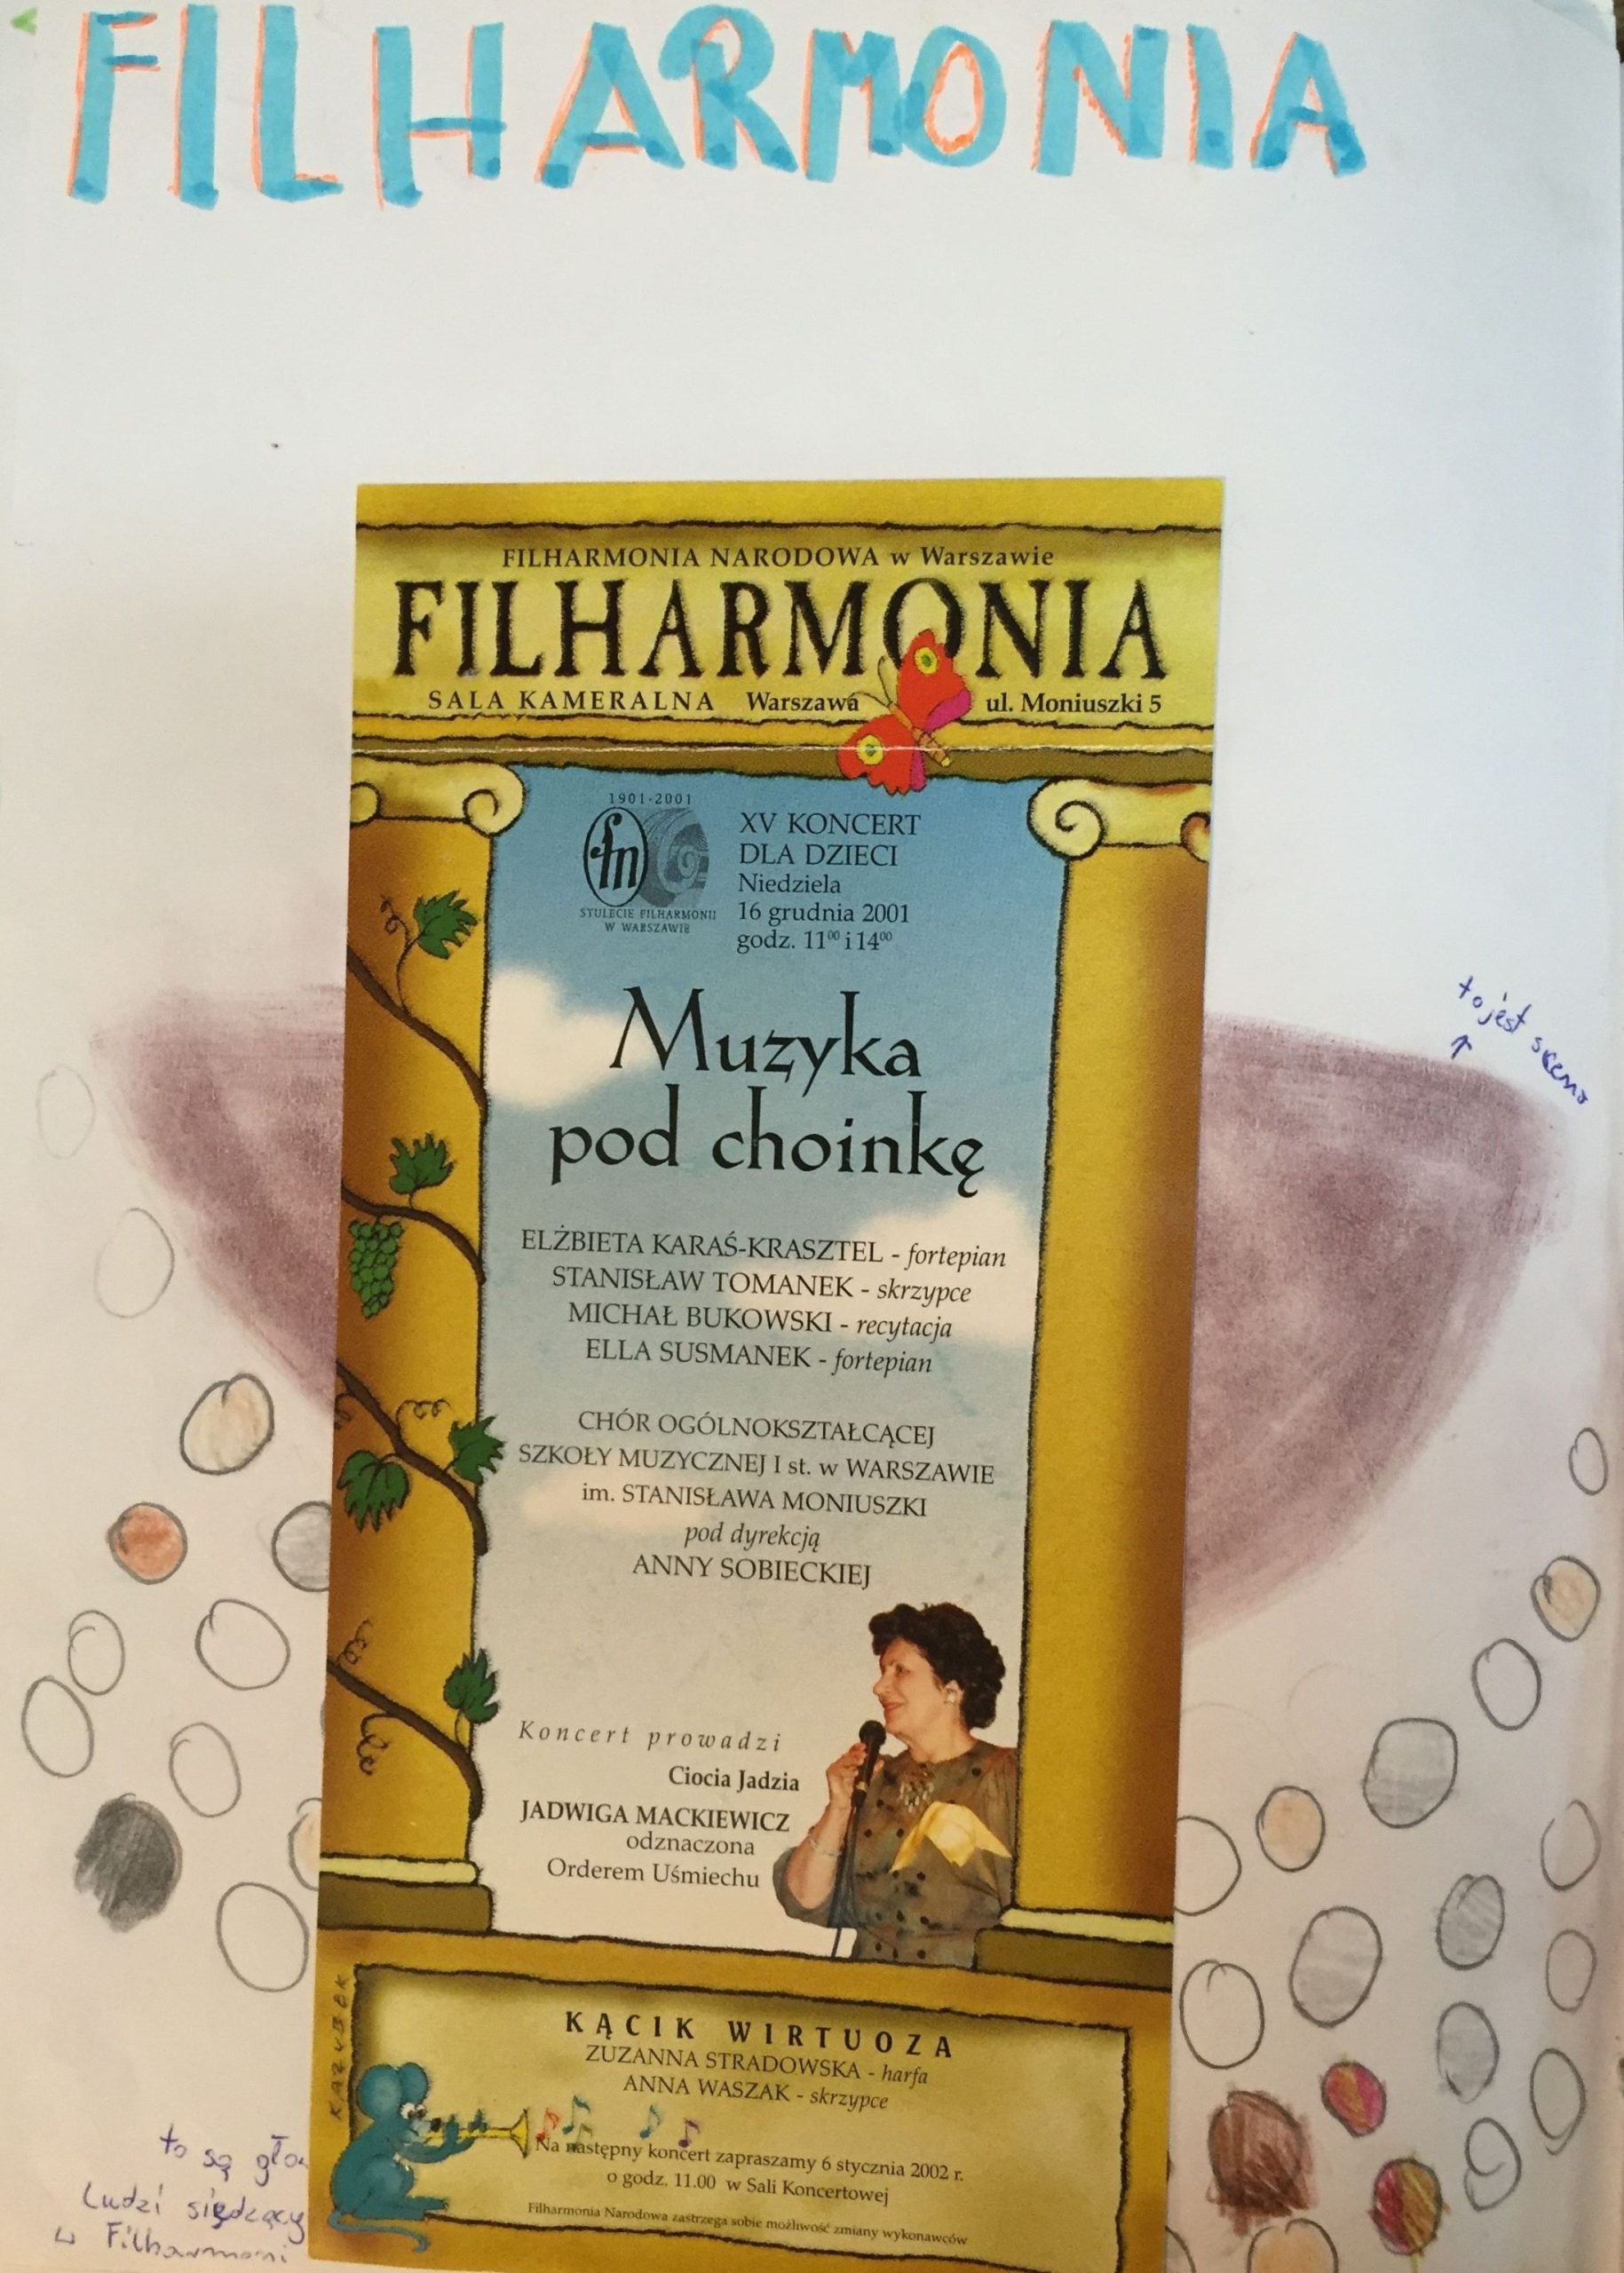 FILHARMONIA
FILHARMONIA NARODOWA w Warszawie
FILHARMONIA
SALA KAMERALNA Warszawa ul. Moniuszki 5
1901-2001
fn
STULECIE FILHARMONII
W WARSZAWIE
XV KONCERT
DLA DZIECI
Niedziela
16 grudnia 2001
godz. 11⁰⁰ i 14⁰⁰
Muzyka
pod choinkę
to jest scena
ELŻBIETA KARAŚ-KRASZTEL - fortepian
STANISŁAW TOMANEK - skrzypce
MICHAŁ BUKOWSKI - recytacja
ELLA SUSMANEK - fortepian
CHÓR OGÓLNOKSZTAŁCĄCEJ
SZKOŁY MUZYCZNEJ I st. w WARSZAWIE
im. STANISŁAWA MONIUSZKI
pod dyrekcją
ANNY SOBIECKIEJ
Koncert prowadzi
Ciocia Jadzia
JADWIGA MACKIEWICZ
odznaczona
Orderem Uśmiechu
KAZUBEK
KĄCIK WIRTUOZA
ZUZANNA STRADOWSKA - harfa
ANNA WASZAK - skrzypce
Na następny koncert zapraszamy 6 stycznia 2002 r.
o godz. 11.00 w Sali Koncertowej
Filharmonia Narodowa zastrzega sobie możliwość zmiany wykonawców
to są gło
Ludzi siędzący
w Filharmoni